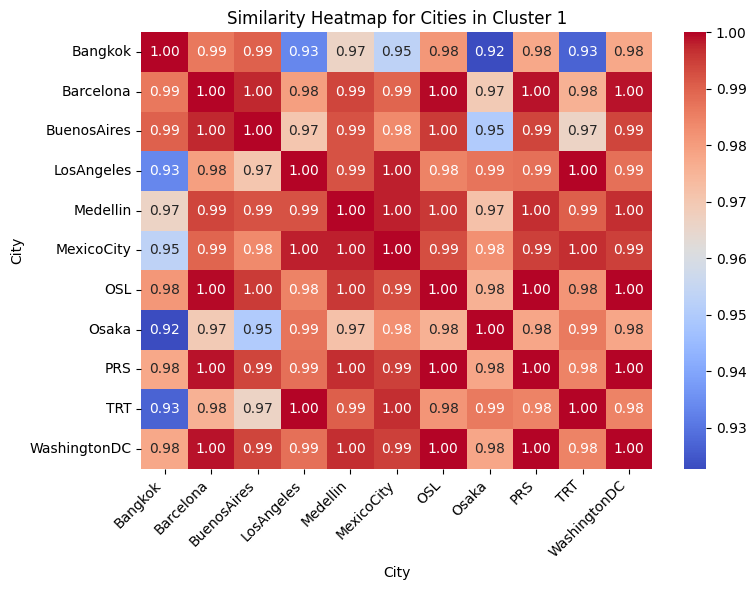 Similarity Heatmap for Cities in Cluster 1
Bangkok 1.00 0.99 0.99 0.93 0.97 0.95 0.98 0.92 0.98 0.93 0.98
Barcelona 0.99 1.00 1.00 0.98 0.99 0.99 1.00 0.97 1.00 0.98 1.00
BuenosAires 0.99 1.00 1.00 0.97 0.99 0.98 1.00 0.95 0.99 0.97 0.99
LosAngeles 0.93 0.98 0.97 1.00 0.99 1.00 0.98 0.99 0.99 1.00 0.99
Medellin 0.97 0.99 0.99 0.99 1.00 1.00 1.00 0.97 1.00 0.99 1.00
MexicoCity 0.95 0.99 0.98 1.00 1.00 1.00 0.99 0.98 0.99 1.00 0.99
OSL 0.98 1.00 1.00 0.98 1.00 0.99 1.00 0.98 1.00 0.98 1.00
Osaka 0.92 0.97 0.95 0.99 0.97 0.98 0.98 1.00 0.98 0.99 0.98
PRS 0.98 1.00 0.99 0.99 1.00 0.99 1.00 0.98 1.00 0.98 1.00
TRT 0.93 0.98 0.97 1.00 0.99 1.00 0.98 0.99 0.98 1.00 0.98
WashingtonDC 0.98 1.00 0.99 0.99 1.00 0.99 1.00 0.98 1.00 0.98 1.00
City
Bangkok Barcelona BuenosAires LosAngeles Medellin MexicoCity OSL Osaka PRS TRT WashingtonDC
City
1.00
0.99
0.98
0.97
0.96
0.95
0.94
0.93